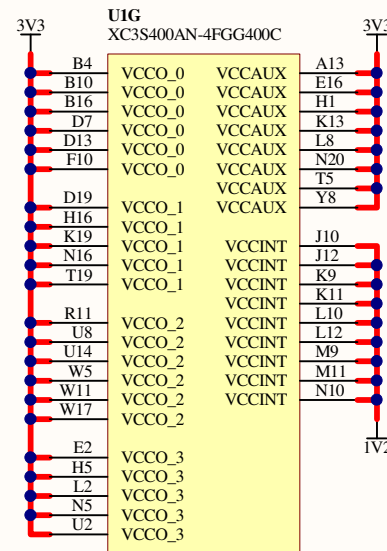 U1G
XC3S400AN-4FGG400C
3V3 3V3
B4 VCCO_0 VCCAUX A13
B10 VCCO_0 VCCAUX E16
B16 VCCO_0 VCCAUX H1
D7 VCCO_0 VCCAUX K13
D13 VCCO_0 VCCAUX L8
F10 VCCO_0 VCCAUX N20
VCCAUX T5
D19 VCCO_1 VCCAUX Y8
H16 VCCO_1
K19 VCCO_1 VCCINT J10
N16 VCCO_1 VCCINT J12
T19 VCCO_1 VCCINT K9
VCCINT K11
R11 VCCO_2 VCCINT L10
U8 VCCO_2 VCCINT L12
U14 VCCO_2 VCCINT M9
W5 VCCO_2 VCCINT M11
W11 VCCO_2 VCCINT N10
W17 VCCO_2
1V2
E2 VCCO_3
H5 VCCO_3
L2 VCCO_3
N5 VCCO_3
U2 VCCO_3